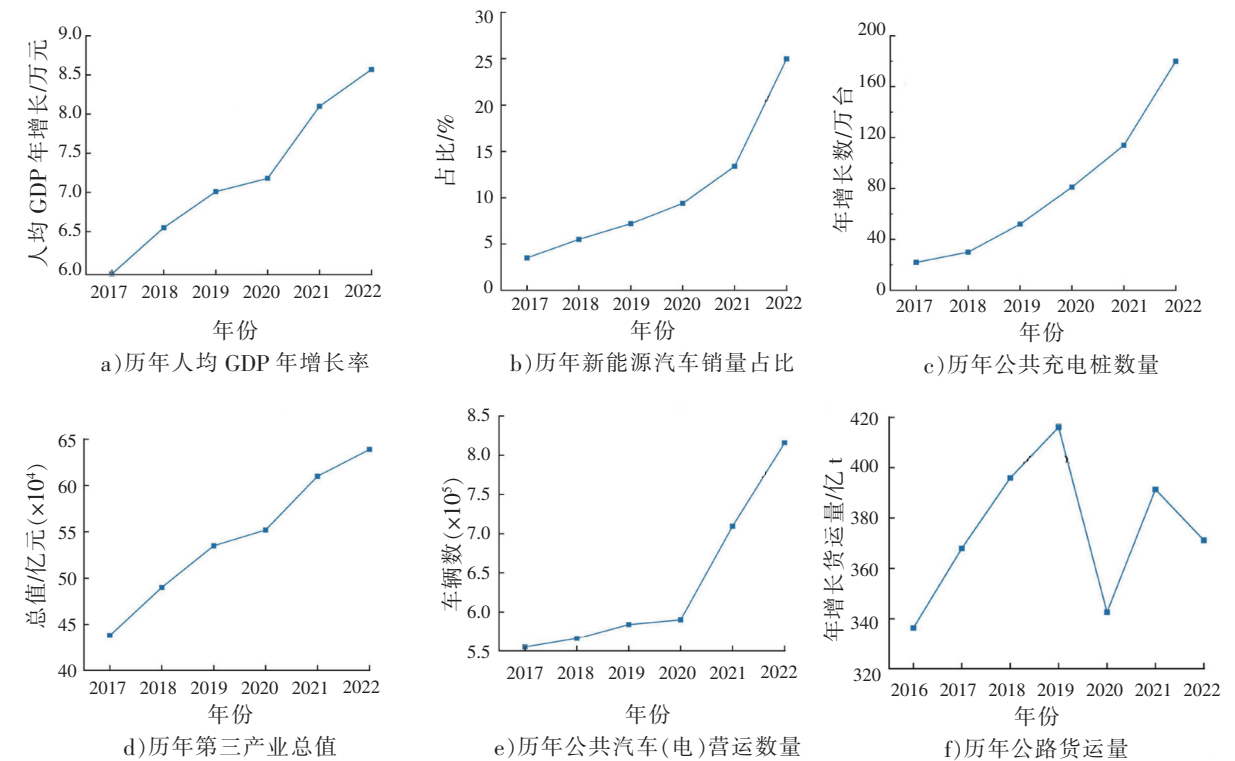 人均 GDP 年增长/万元
9.0
8.5
8.0
7.5
7.0
6.5
6.0
2017 2018 2019 2020 2021 2022
年份
a)历年人均 GDP 年增长率
占比/%
30
25
20
15
10
5
0
2017 2018 2019 2020 2021 2022
年份
b)历年新能源汽车销量占比
年增长数/万台
200
160
120
80
40
0
2017 2018 2019 2020 2021 2022
年份
c)历年公共充电桩数量
总值/亿元(×10⁴)
65
60
55
50
45
40
2017 2018 2019 2020 2021 2022
年份
d)历年第三产业总值
车辆数(×10⁵)
8.5
8.0
7.5
7.0
6.5
6.0
5.5
2017 2018 2019 2020 2021 2022
年份
e)历年公共汽车(电)营运数量
年增长货运量/亿 t
420
400
380
360
340
320
2016 2017 2018 2019 2020 2021 2022
年份
f)历年公路货运量